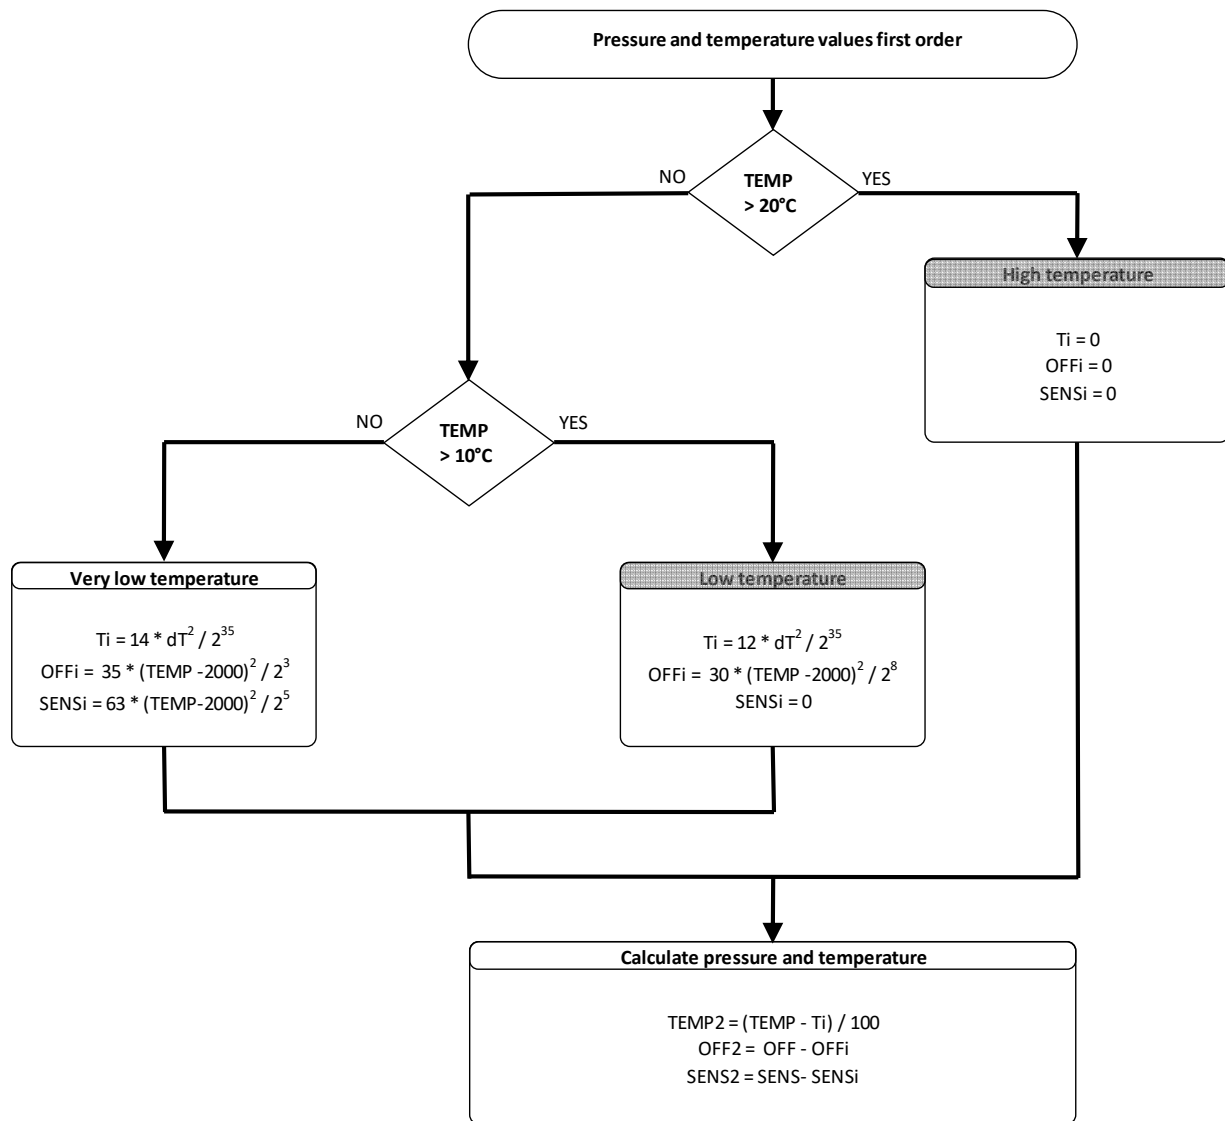 Pressure and temperature values first order
TEMP
> 20°C
NO
YES
High temperature
Ti = 0
OFFi = 0
SENSi = 0
TEMP
> 10°C
NO
YES
Very low temperature
Ti = 14 * dT² / 2³⁵
OFFi = 35 * (TEMP -2000)² / 2³
SENSi = 63 * (TEMP-2000)² / 2⁵
Low temperature
Ti = 12 * dT² / 2³⁵
OFFi = 30 * (TEMP -2000)² / 2⁸
SENSi = 0
Calculate pressure and temperature
TEMP2 = (TEMP - Ti) / 100
OFF2 = OFF - OFFi
SENS2 = SENS- SENSi